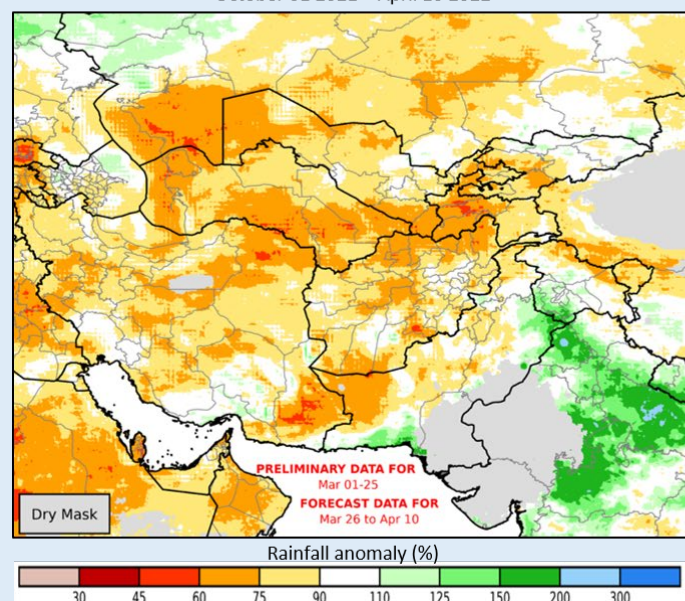 PRELIMINARY DATA FOR
Mar 01-25
FORECAST DATA FOR
Mar 26 to Apr 10
Dry Mask
Rainfall anomaly (%)
30 45 60 75 90 110 125 150 200 300